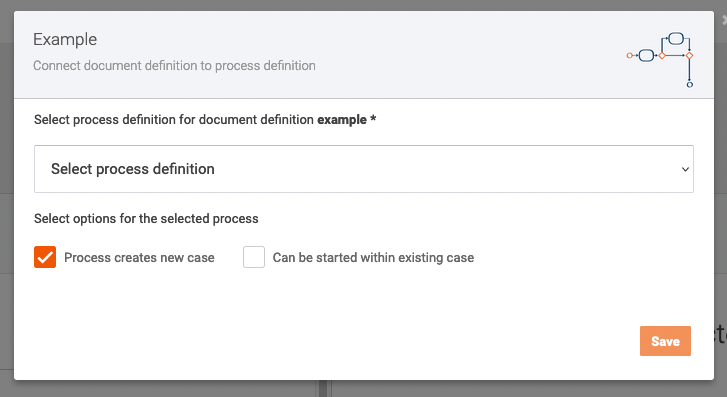 Example
Connect document definition to process definition
Select process definition for document definition example *
Select process definition
Select options for the selected process
Process creates new case
Can be started within existing case
Save